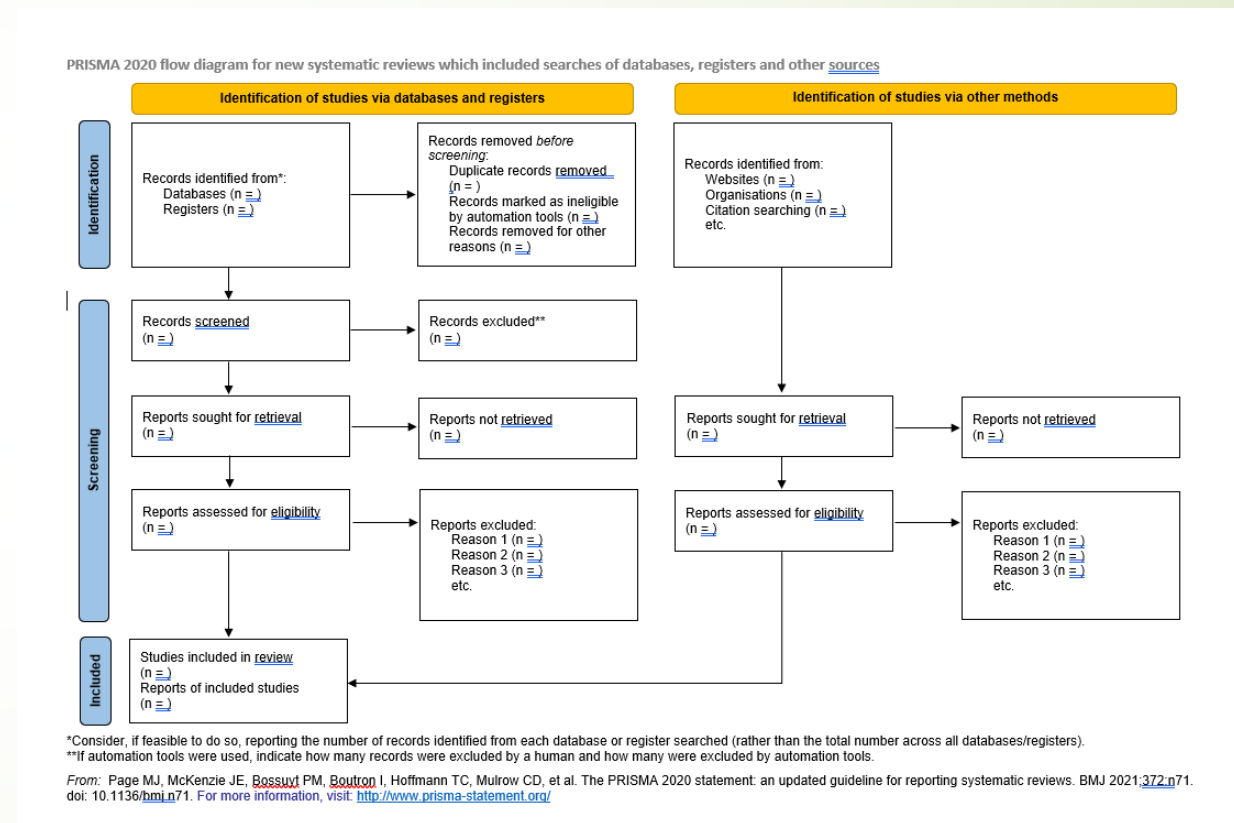 PRISMA 2020 flow diagram for new systematic reviews which included searches of databases, registers and other sources
Identification of studies via databases and registers
Identification of studies via other methods
Identification
Records identified from*:
Databases (n = )
Registers (n = )
Records removed before
screening:
Duplicate records removed
(n = )
Records marked as ineligible
by automation tools (n = )
Records removed for other
reasons (n = )
Records identified from:
Websites (n = )
Organisations (n = )
Citation searching (n = )
etc.
Screening
Records screened
(n = )
Records excluded**
(n = )
Reports sought for retrieval
(n = )
Reports not retrieved
(n = )
Reports sought for retrieval
(n = )
Reports not retrieved
(n = )
Reports assessed for eligibility
(n = )
Reports excluded:
Reason 1 (n = )
Reason 2 (n = )
Reason 3 (n = )
etc.
Reports assessed for eligibility
(n = )
Reports excluded:
Reason 1 (n = )
Reason 2 (n = )
Reason 3 (n = )
etc.
Included
Studies included in review
(n = )
Reports of included studies
(n = )
*Consider, if feasible to do so, reporting the number of records identified from each database or register searched (rather than the total number across all databases/registers).
**If automation tools were used, indicate how many records were excluded by a human and how many were excluded by automation tools.
From: Page MJ, McKenzie JE, Bossuyt PM, Boutron I, Hoffmann TC, Mulrow CD, et al. The PRISMA 2020 statement: an updated guideline for reporting systematic reviews. BMJ 2021;372:n71.
doi: 10.1136/bmj.n71. For more information, visit: http://www.prisma-statement.org/